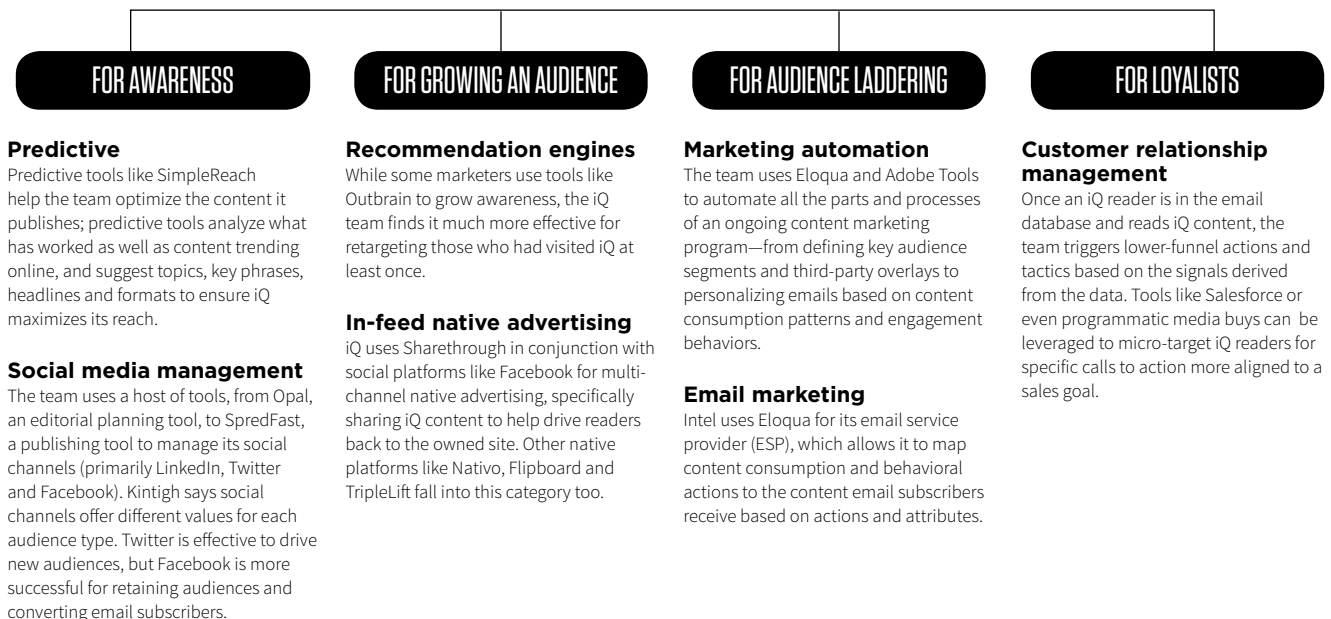 FOR AWARENESS
Predictive
Predictive tools like SimpleReach
help the team optimize the content it
publishes; predictive tools analyze what
has worked as well as content trending
online, and suggest topics, key phrases,
headlines and formats to ensure iQ
maximizes its reach.
Social media management
The team uses a host of tools, from Opal,
an editorial planning tool, to SpredFast,
a publishing tool to manage its social
channels (primarily LinkedIn, Twitter
and Facebook). Kintigh says social
channels offer different values for each
audience type. Twitter is effective to drive
new audiences, but Facebook is more
successful for retaining audiences and
converting email subscribers.
FOR GROWING AN AUDIENCE
Recommendation engines
While some marketers use tools like
Outbrain to grow awareness, the iQ
team finds it much more effective for
retargeting those who had visited iQ at
least once.
In-feed native advertising
iQ uses Sharethrough in conjunction with
social platforms like Facebook for multi-
channel native advertising, specifically
sharing iQ content to help drive readers
back to the owned site. Other native
platforms like Nativo, Flipboard and
TripleLift fall into this category too.
FOR AUDIENCE LADDERING
Marketing automation
The team uses Eloqua and Adobe Tools
to automate all the parts and processes
of an ongoing content marketing
program—from defining key audience
segments and third-party overlays to
personalizing emails based on content
consumption patterns and engagement
behaviors.
Email marketing
Intel uses Eloqua for its email service
provider (ESP), which allows it to map
content consumption and behavioral
actions to the content email subscribers
receive based on actions and attributes.
FOR LOYALISTS
Customer relationship
management
Once an iQ reader is in the email
database and reads iQ content, the
team triggers lower-funnel actions and
tactics based on the signals derived
from the data. Tools like Salesforce or
even programmatic media buys can be
leveraged to micro-target iQ readers for
specific calls to action more aligned to a
sales goal.